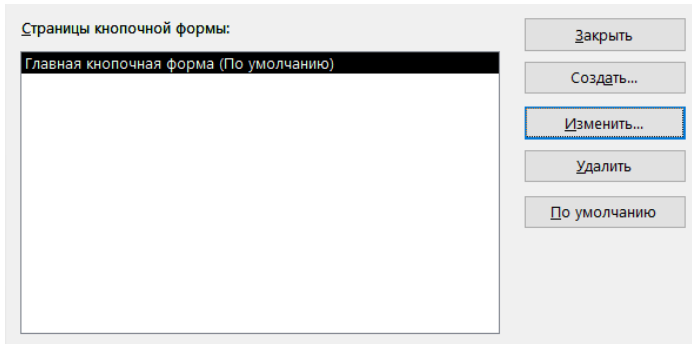 Страницы кнопочной формы:
Главная кнопочная форма (По умолчанию)
Закрыть
Создать...
Изменить...
Удалить
По умолчанию